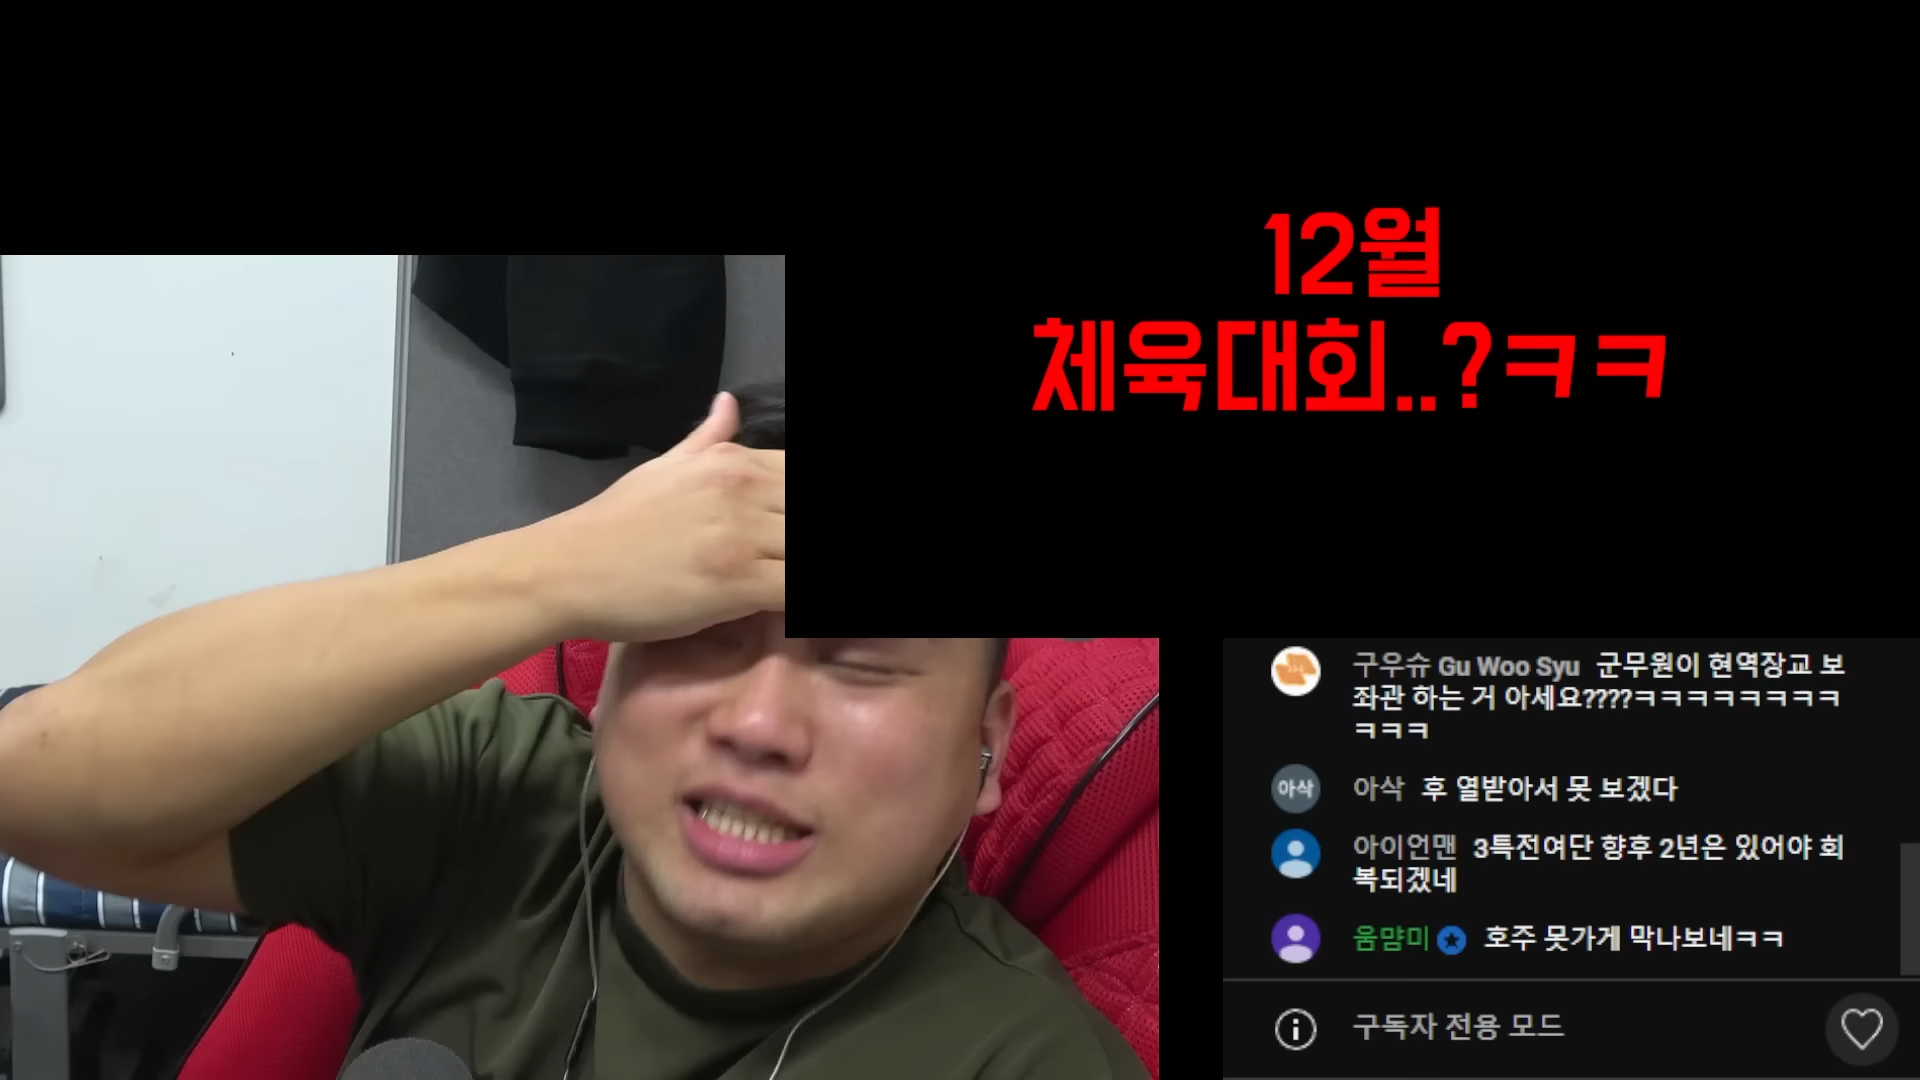 12월
체육대회..?ㅋㅋ
구우슈 Gu Woo Syu 군무원이 현역장교 보
좌관 하는 거 아세요????ㅋㅋㅋㅋㅋㅋㅋㅋ
ㅋㅋㅋ
아삭
아삭 후 열받아서 못 보겠다
아이언맨 3특전여단 향후 2년은 있어야 회
복되겠네
움먐미 호주 못가게 막나보네ㅋㅋ
구독자 전용 모드